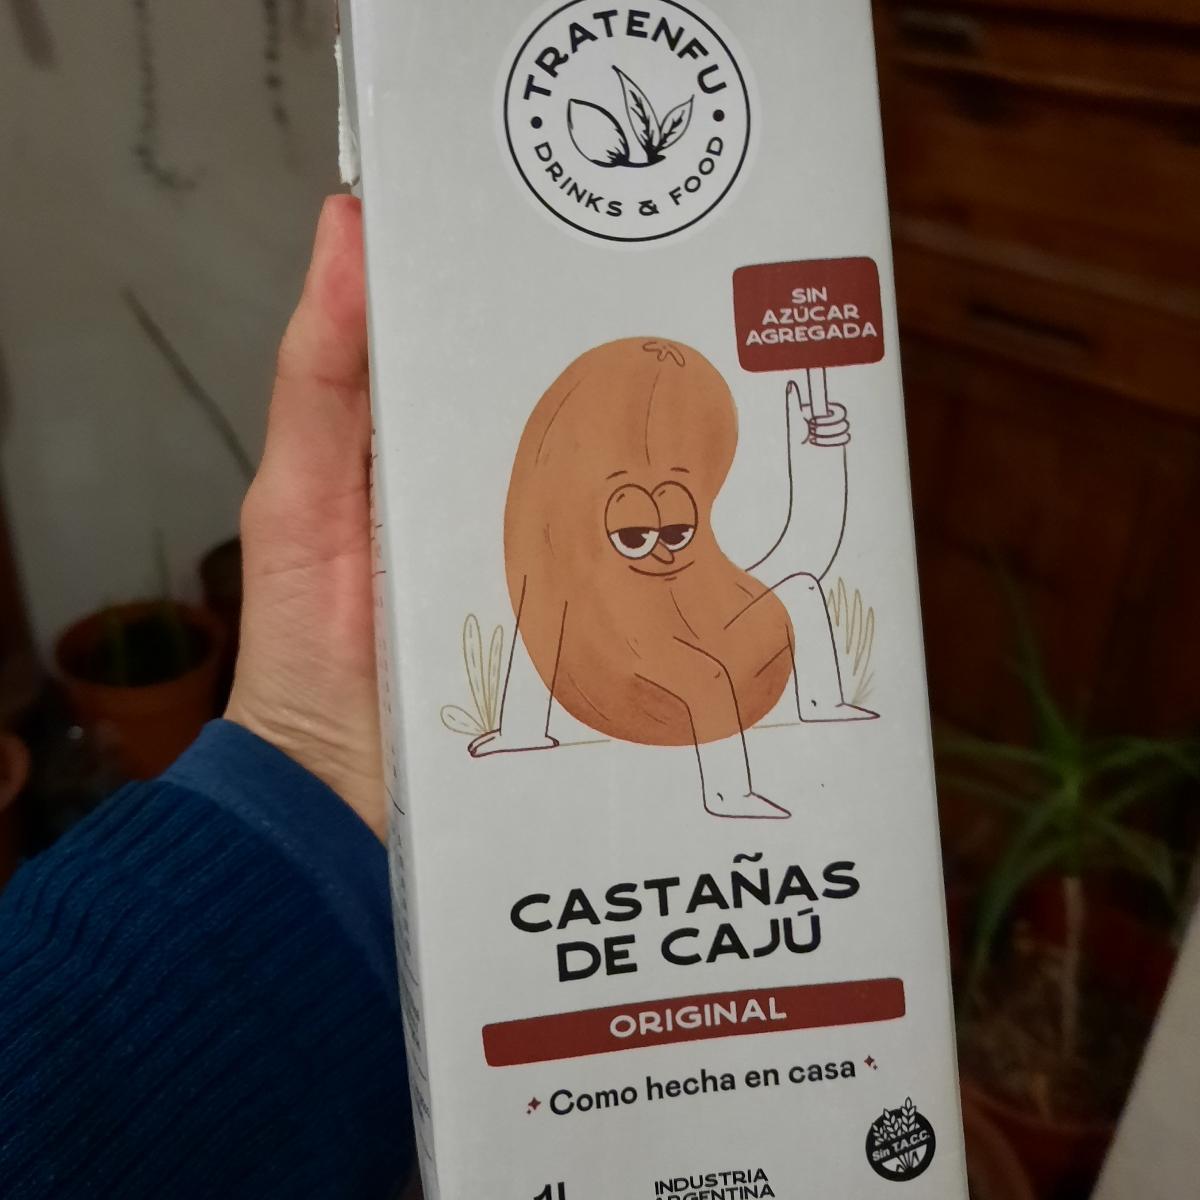 TRATENFU
DRINKS & FOOD
SIN
AZÚCAR
AGREGADA
CASTAÑAS
DE CAJÚ
ORIGINAL
Como hecha en casa
Sin T.A.C.C.
1L
INDUSTRIA
ARGENTINA